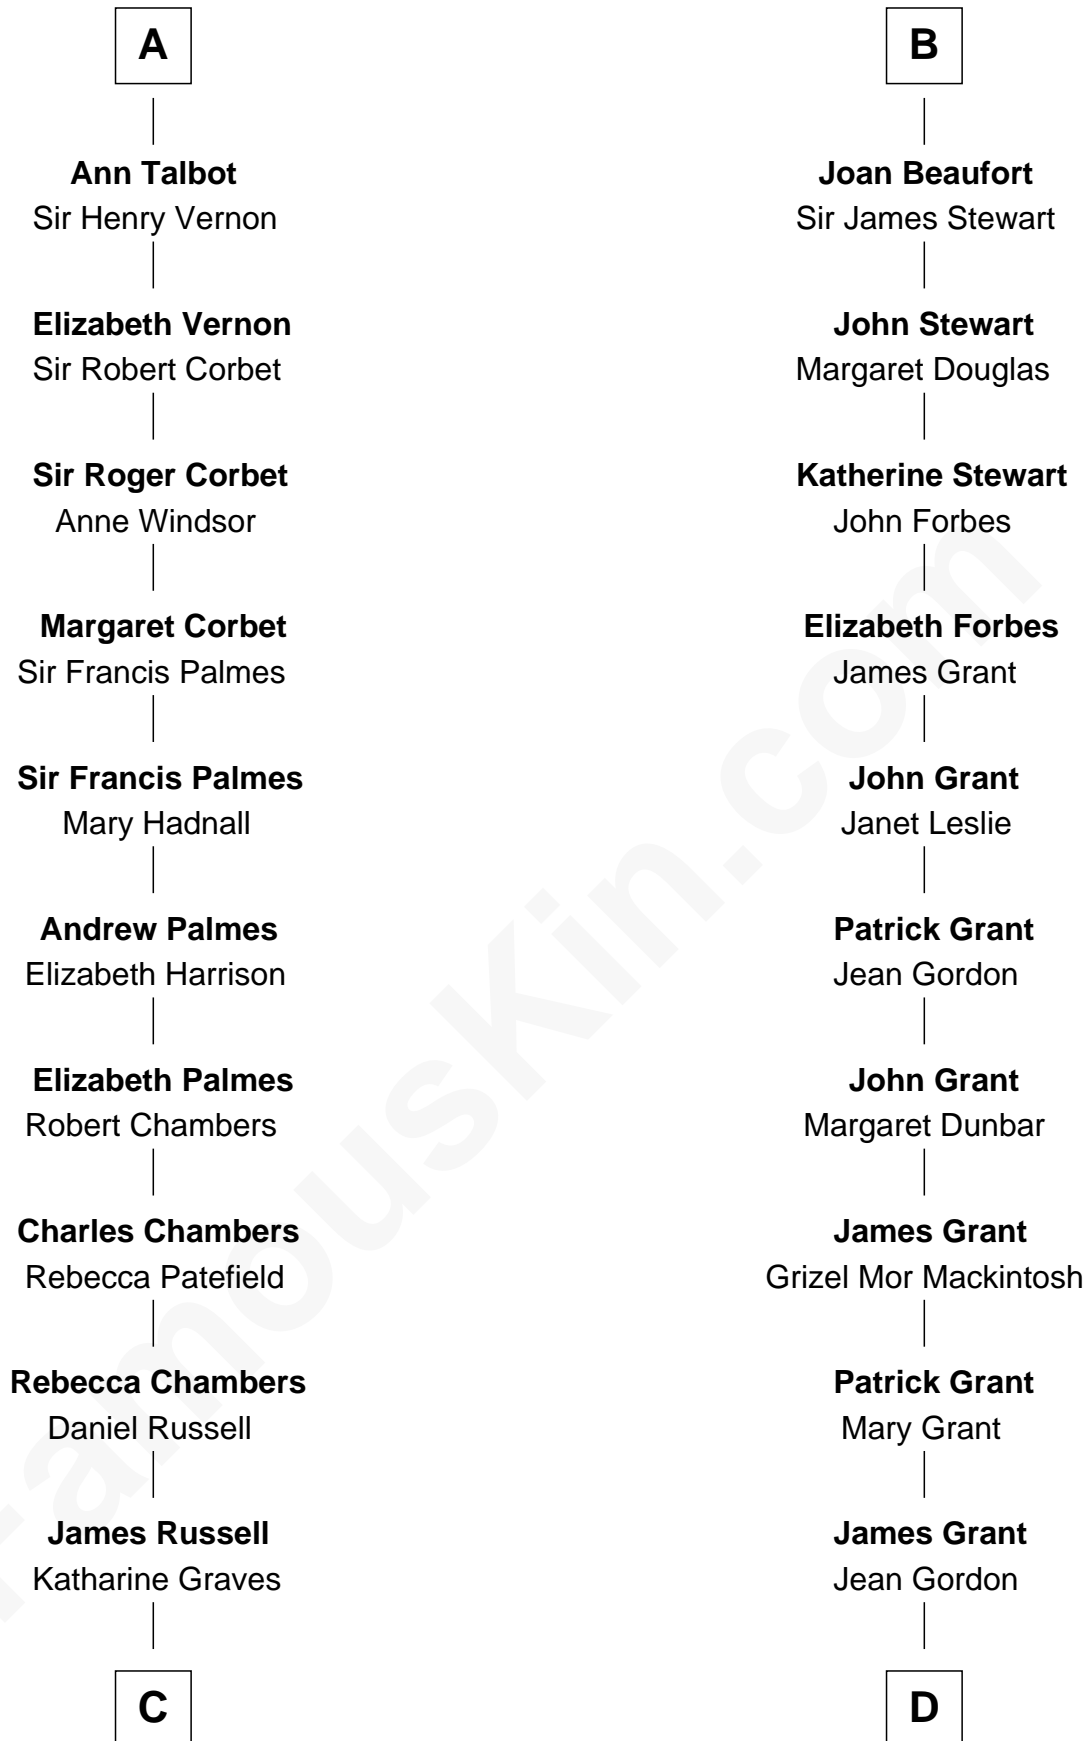 A
Ann Talbot
Sir Henry Vernon
Elizabeth Vernon
Sir Robert Corbet
Sir Roger Corbet
Anne Windsor
Margaret Corbet
Sir Francis Palmes
Sir Francis Palmes
Mary Hadnall
Andrew Palmes
Elizabeth Harrison
Elizabeth Palmes
Robert Chambers
Charles Chambers
Rebecca Patefield
Rebecca Chambers
Daniel Russell
James Russell
Katharine Graves
C
B
Joan Beaufort
Sir James Stewart
John Stewart
Margaret Douglas
Katherine Stewart
John Forbes
Elizabeth Forbes
James Grant
John Grant
Janet Leslie
Patrick Grant
Jean Gordon
John Grant
Margaret Dunbar
James Grant
Grizel Mor Mackintosh
Patrick Grant
Mary Grant
James Grant
Jean Gordon
D
FamousKin.com